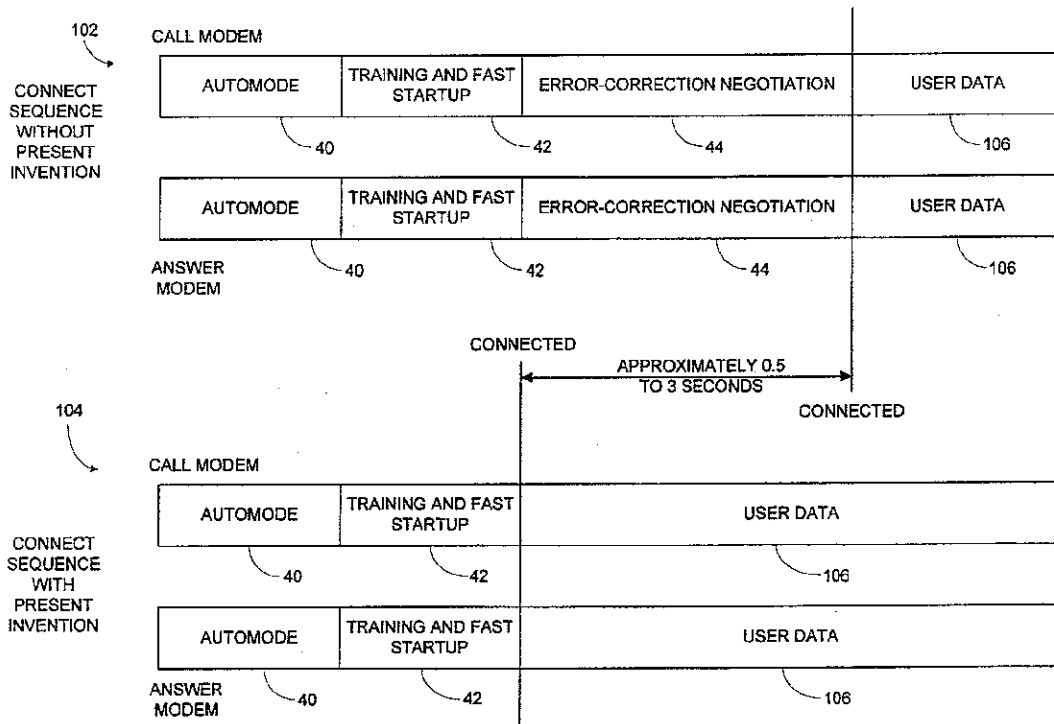 102
CALL MODEM
CONNECT
SEQUENCE
WITHOUT
PRESENT
INVENTION
AUTOMODE
TRAINING AND FAST
STARTUP
ERROR-CORRECTION NEGOTIATION
USER DATA
40
42
44
106
AUTOMODE
TRAINING AND FAST
STARTUP
ERROR-CORRECTION NEGOTIATION
USER DATA
ANSWER
MODEM
40
42
44
106
CONNECTED
APPROXIMATELY 0.5
TO 3 SECONDS
CONNECTED
104
CALL MODEM
CONNECT
SEQUENCE
WITH
PRESENT
INVENTION
AUTOMODE
TRAINING AND FAST
STARTUP
USER DATA
40
42
106
AUTOMODE
TRAINING AND FAST
STARTUP
USER DATA
ANSWER
MODEM
40
42
106